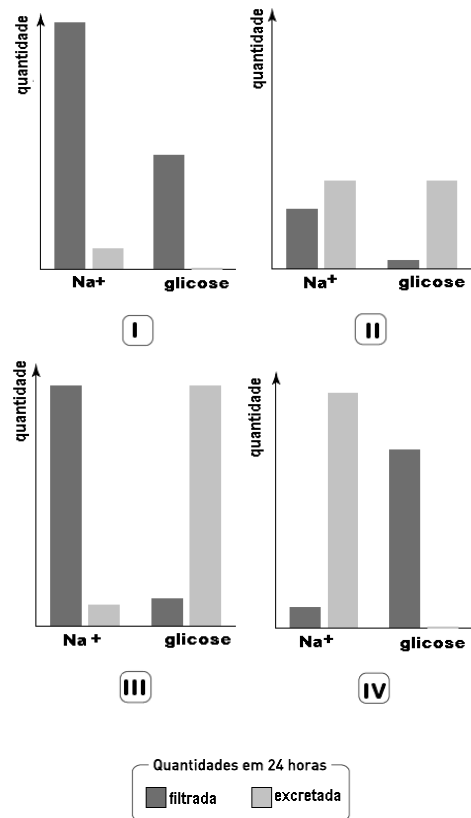 quantidade
Na+ glicose
I
quantidade
Na+ glicose
II
quantidade
Na + glicose
III
quantidade
Na+ glicose
IV
Quantidades em 24 horas
filtrada excretada